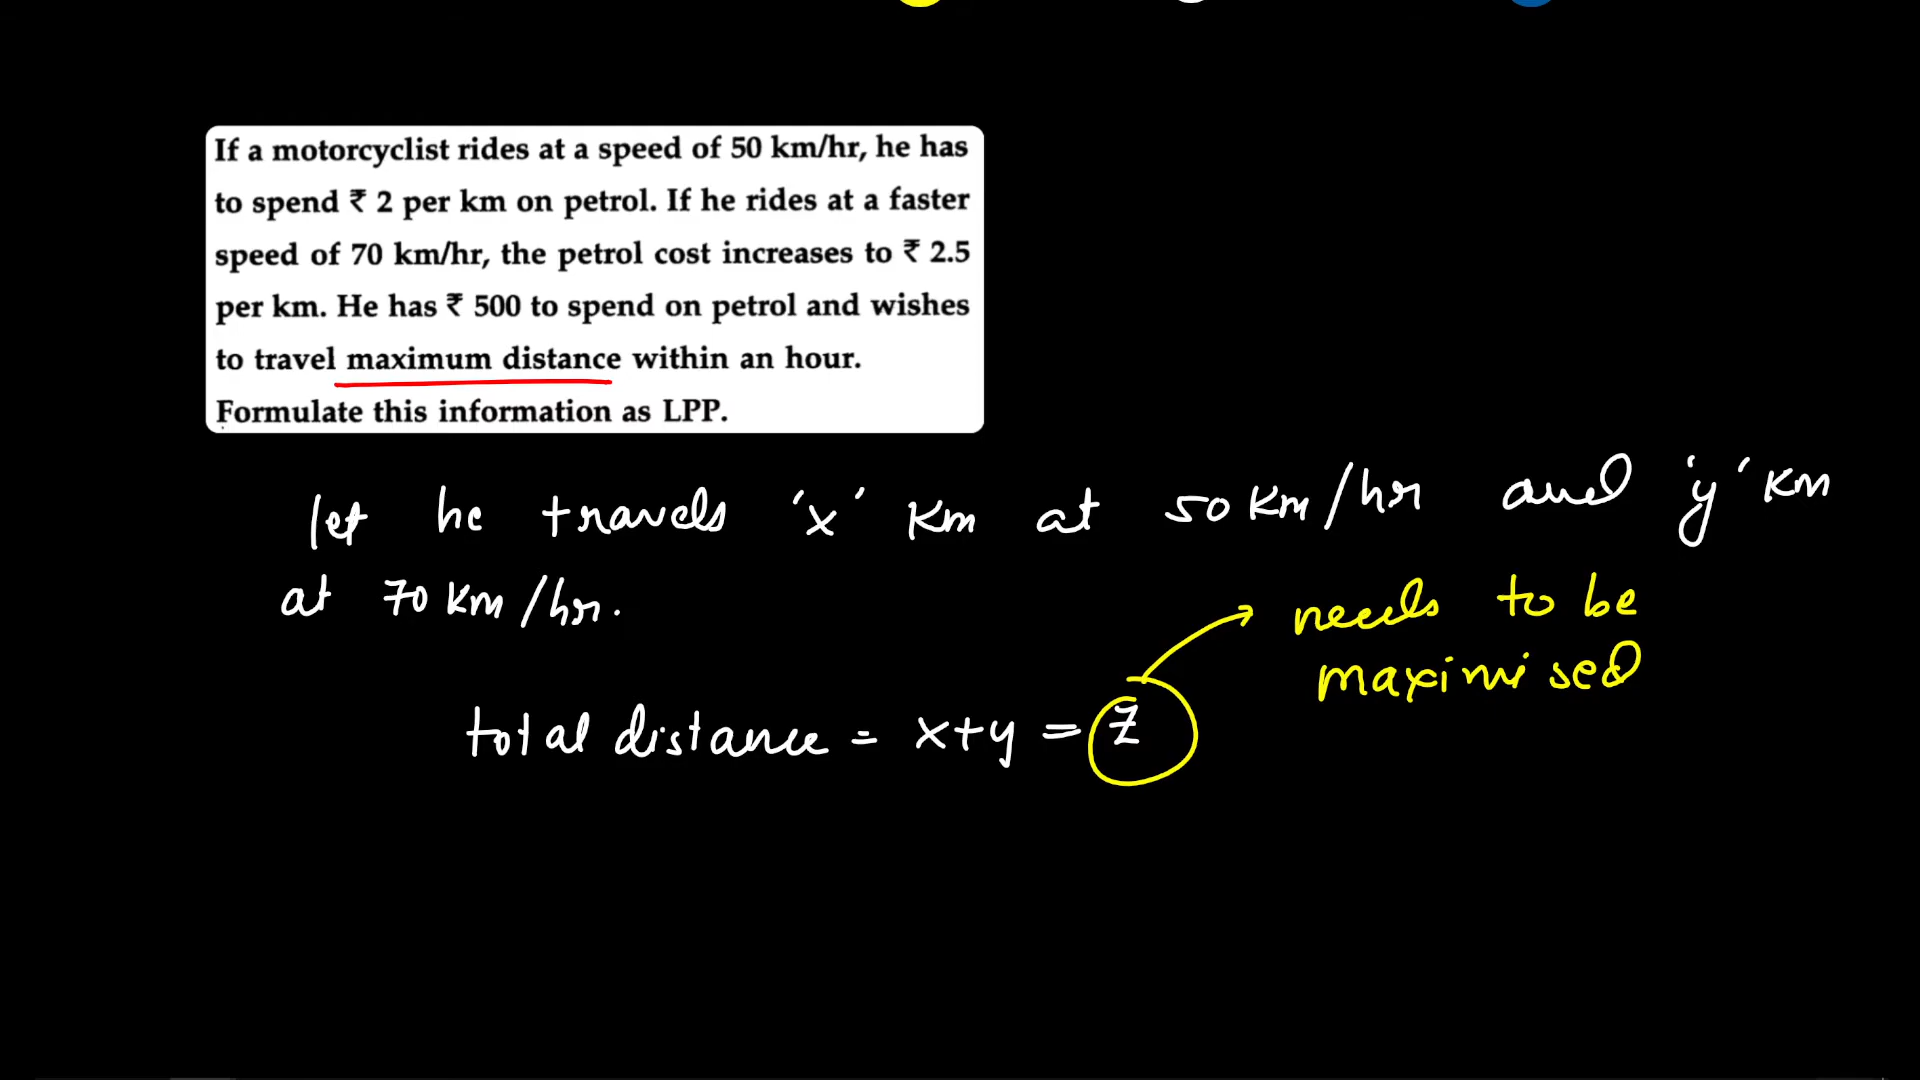 If a motorcyclist rides at a speed of 50 km/hr, he has
to spend ₹ 2 per km on petrol. If he rides at a faster
speed of 70 km/hr, the petrol cost increases to ₹ 2.5
per km. He has ₹ 500 to spend on petrol and wishes
to travel maximum distance within an hour.
Formulate this information as LPP.
let he travels 'x' Km at 50 Km/hr and 'y' Km
at 70 Km/hr.
needs to be
maximised
total distance = x+y = Z